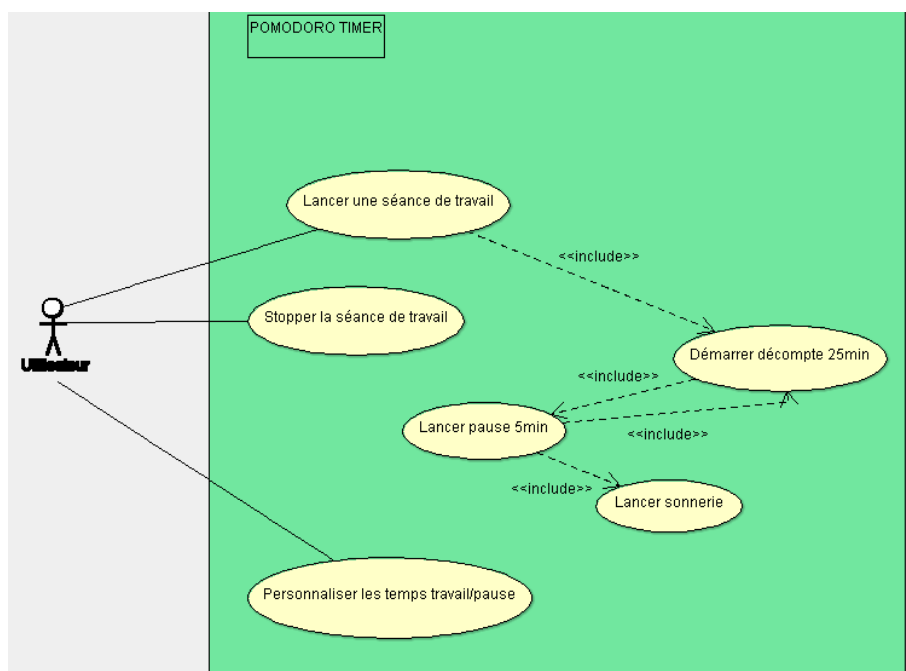 POMODORO TIMER
Lancer une séance de travail
<<include>>
Stopper la séance de travail
Utilisateur
Démarrer décompte 25min
<<include>>
Lancer pause 5min
<<include>>
<<include>>
Lancer sonnerie
Personnaliser les temps travail/pause